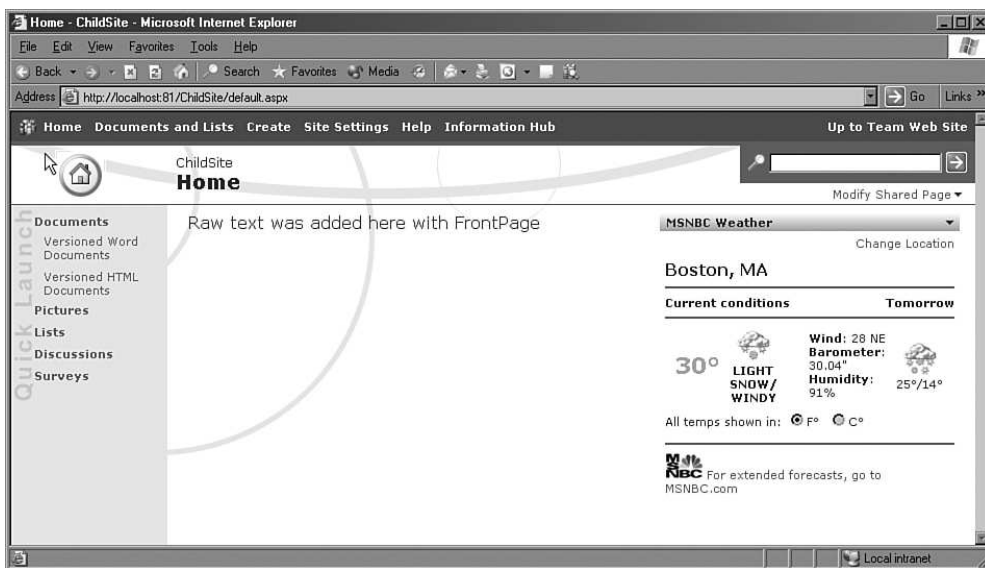 Home - ChildSite - Microsoft Internet Explorer
File Edit View Favorites Tools Help
Back Search Favorites Media
Address http://localhost:81/ChildSite/default.aspx Go Links »
Home Documents and Lists Create Site Settings Help Information Hub Up to Team Web Site
ChildSite
Home
Modify Shared Page
Quick Launch
Documents
Versioned Word
Documents
Versioned HTML
Documents
Pictures
Lists
Discussions
Surveys
Raw text was added here with FrontPage
MSNBC Weather
Change Location
Boston, MA
Current conditions Tomorrow
30°
LIGHT
SNOW/
WINDY
Wind: 28 NE
Barometer:
30.04"
Humidity:
91%
25°/14°
All temps shown in: F° C°
MSNBC For extended forecasts, go to
MSNBC.com
Local intranet